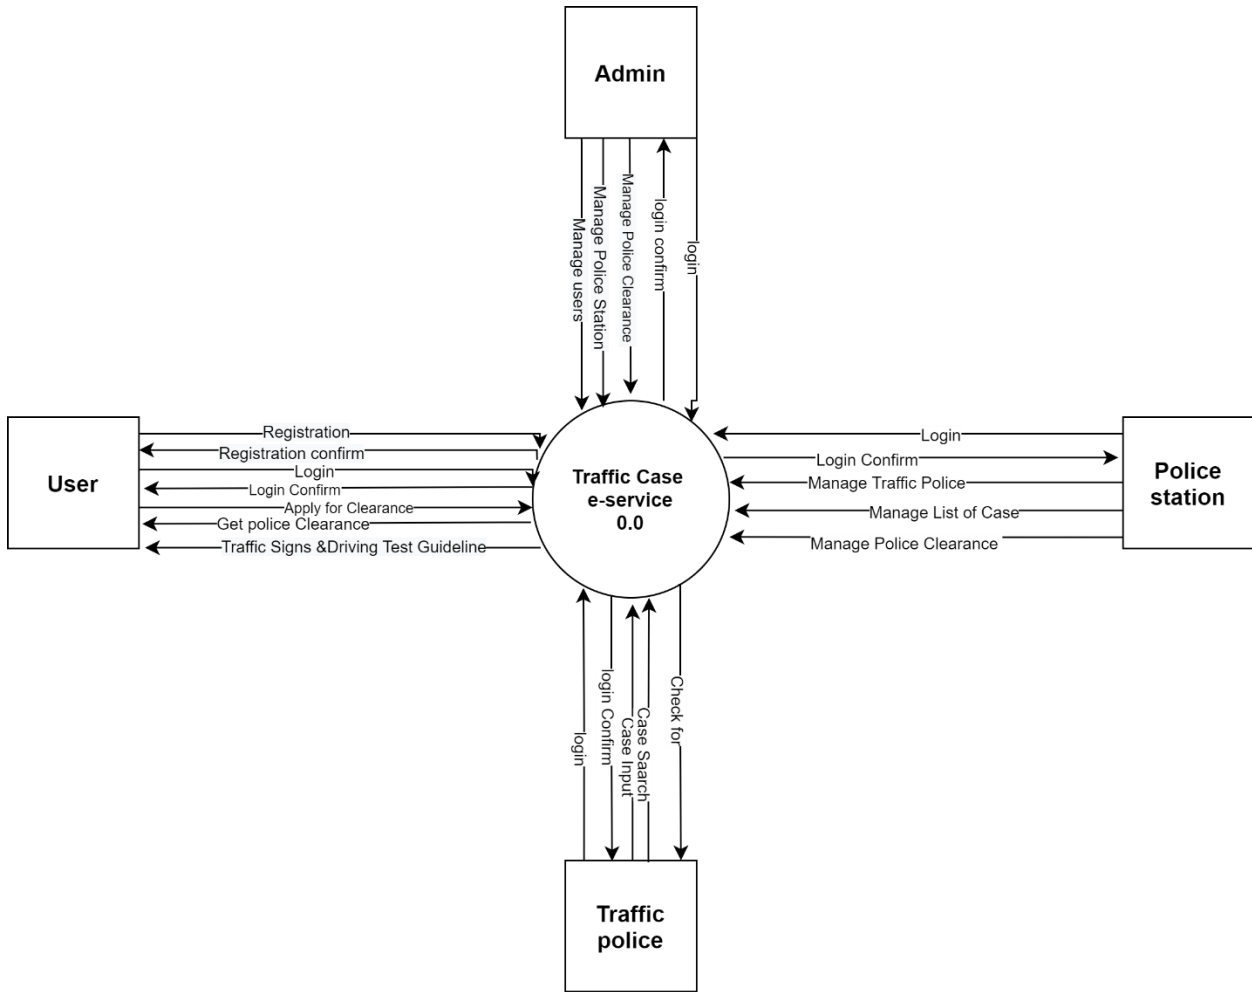 Admin
Manage users
Manage Police Station
Manage Police Clearance
login confirm
login
User
Registration
Registration confirm
Login
Login Confirm
Apply for Clearance
Get police Clearance
Traffic Signs &Driving Test Guideline
Traffic Case
e-service
0.0
Login
Login Confirm
Manage Traffic Police
Manage List of Case
Manage Police Clearance
Police
station
login
login Confirm
Case Input
Case Saarch
Check for
Traffic
police